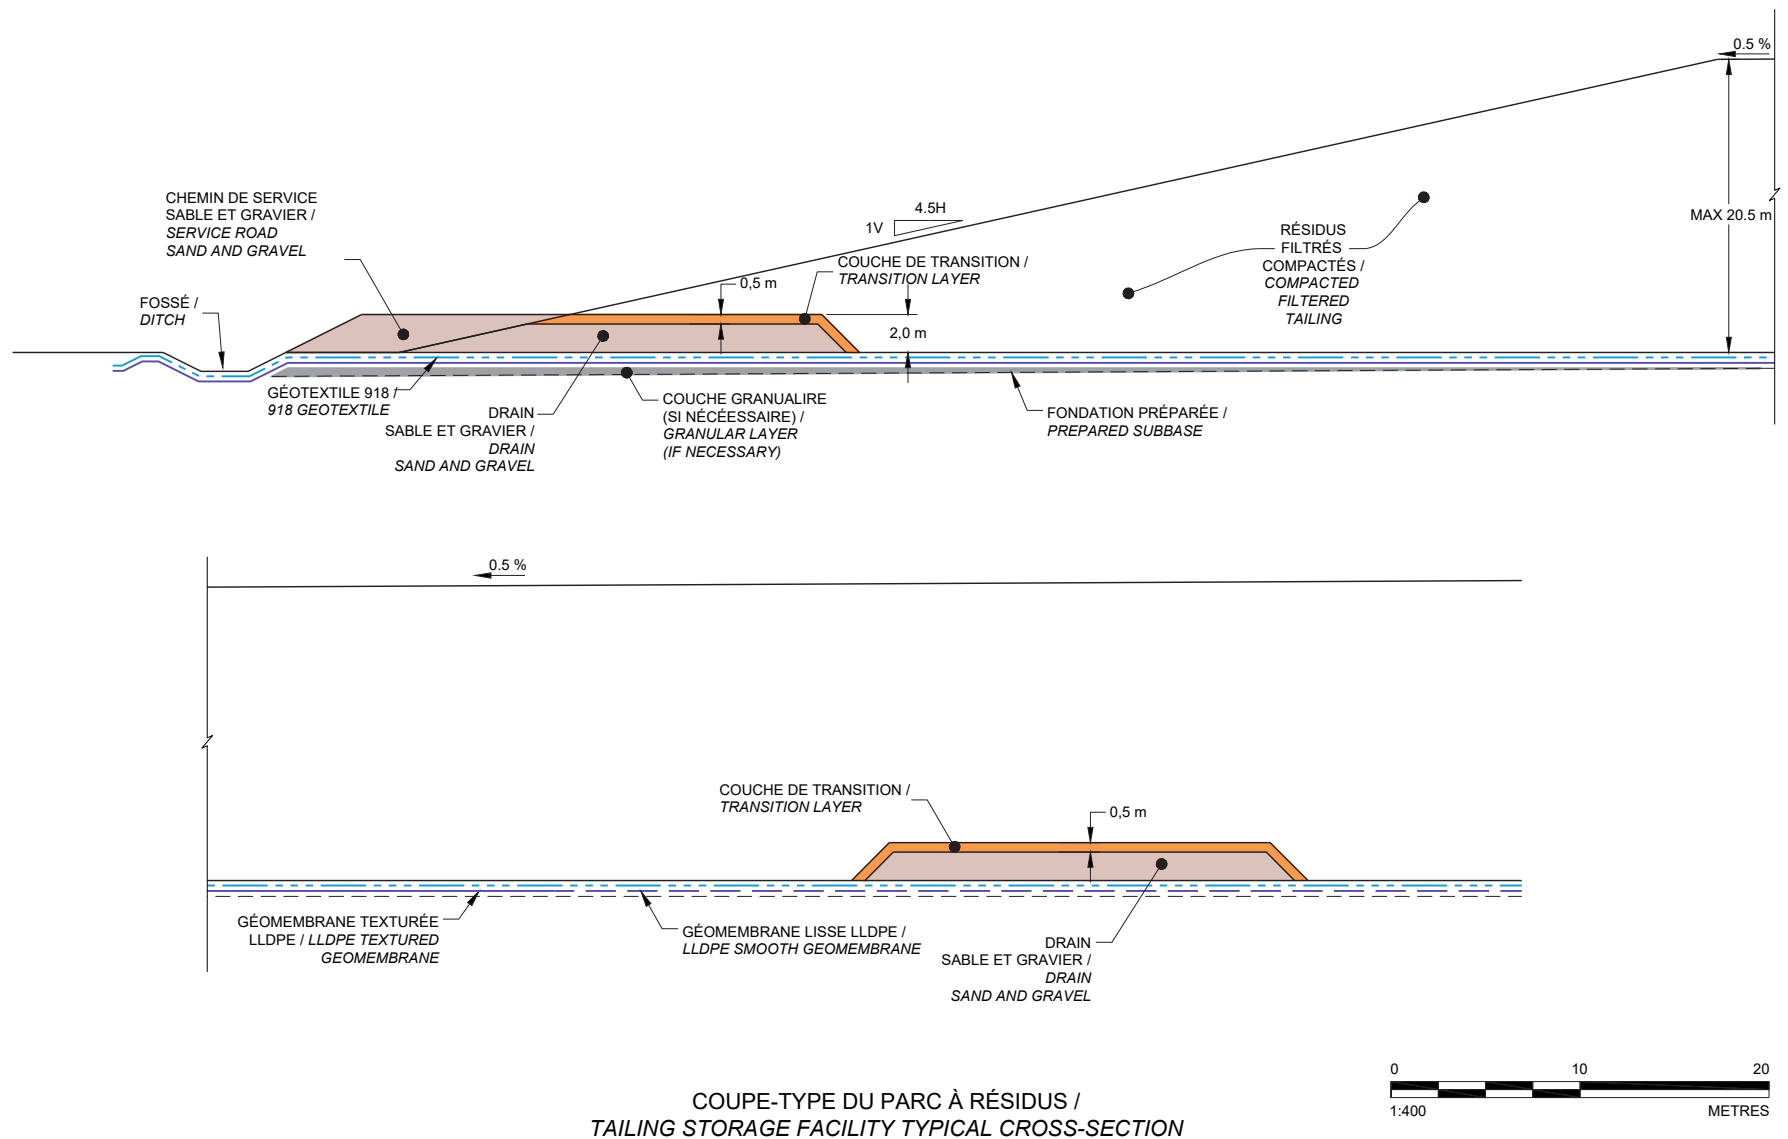 0.5 %
CHEMIN DE SERVICE
SABLE ET GRAVIER /
SERVICE ROAD
SAND AND GRAVEL
4.5H
1V
MAX 20.5 m
RÉSIDUS
FILTRÉS
COMPACTÉS /
COMPACTED
FILTERED
TAILING
COUCHE DE TRANSITION /
TRANSITION LAYER
0,5 m
FOSSÉ /
DITCH
2,0 m
GÉOTEXTILE 918 /
918 GEOTEXTILE
DRAIN
SABLE ET GRAVIER /
DRAIN
SAND AND GRAVEL
COUCHE GRANUALIRE
(SI NÉCÉESSAIRE) /
GRANULAR LAYER
(IF NECESSARY)
FONDATION PRÉPARÉE /
PREPARED SUBBASE
0.5 %
COUCHE DE TRANSITION /
TRANSITION LAYER
0,5 m
GÉOMEMBRANE TEXTURÉE
LLDPE / LLDPE TEXTURED
GEOMEMBRANE
GÉOMEMBRANE LISSE LLDPE /
LLDPE SMOOTH GEOMEMBRANE
DRAIN
SABLE ET GRAVIER /
DRAIN
SAND AND GRAVEL
0 10 20
1:400 METRES
COUPE-TYPE DU PARC À RÉSIDUS /
TAILING STORAGE FACILITY TYPICAL CROSS-SECTION